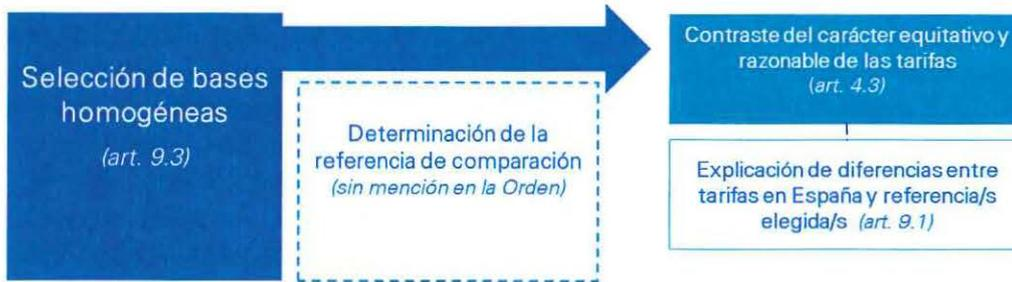 Selección de bases
homogéneas
(art. 9.3)
Determinación de la
referencia de comparación
(sin mención en la Orden)
Contraste del carácter equitativo y
razonable de las tarifas
(art. 4.3)
Explicación de diferencias entre
tarifas en España y referencia/s
elegida/s (art. 9.1)